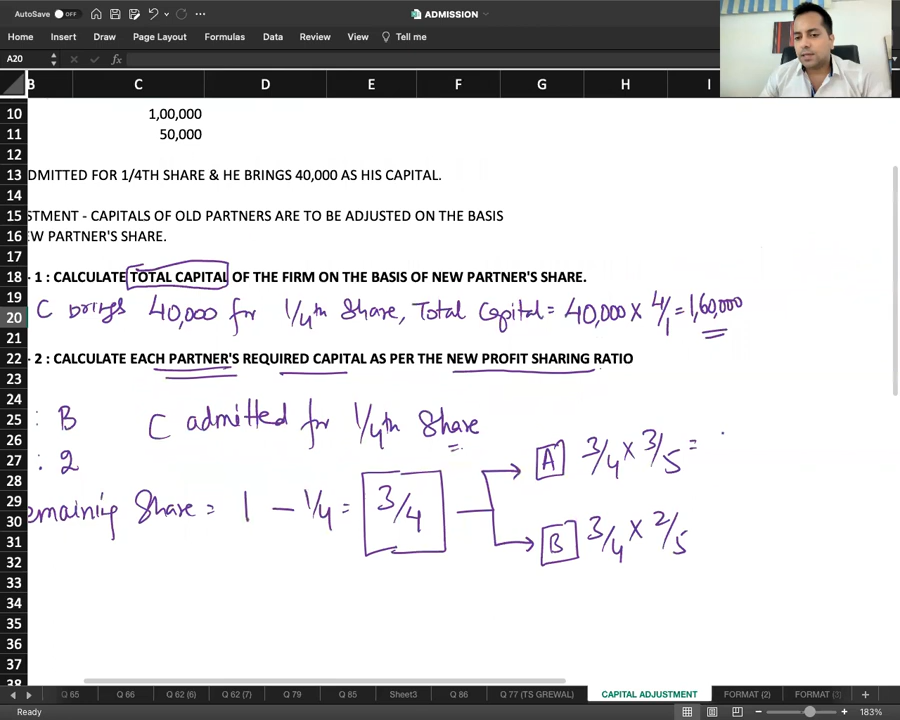 AutoSave OFF ADMISSION
Home Insert Draw Page Layout Formulas Data Review View Tell me
A20 fx
B C D E F G H I
10 1,00,000
11 50,000
12
13 DMITTED FOR 1/4TH SHARE & HE BRINGS 40,000 AS HIS CAPITAL.
14
15 STMENT - CAPITALS OF OLD PARTNERS ARE TO BE ADJUSTED ON THE BASIS
16 EW PARTNER'S SHARE.
17
18 - 1 : CALCULATE TOTAL CAPITAL OF THE FIRM ON THE BASIS OF NEW PARTNER'S SHARE.
19
20 C brings 40,000 for 1/4th Share, Total Capital = 40,000 × 4/1 = 1,60,000
21
22 - 2 : CALCULATE EACH PARTNER'S REQUIRED CAPITAL AS PER THE NEW PROFIT SHARING RATIO
23
24
25 : B C admitted for 1/4th Share
26
27 : 2 A 3/4 × 3/5 =
28
29 emaining Share = 1 - 1/4 = 3/4
30
31 B 3/4 × 2/5
32
33
34
35
36
37
38
Q 65 Q 66 Q 62 (6) Q 62 (7) Q 79 Q 85 Sheet3 Q 86 Q 77 (TS GREWAL) CAPITAL ADJUSTMENT FORMAT (2) FORMAT (3)
Ready 183%